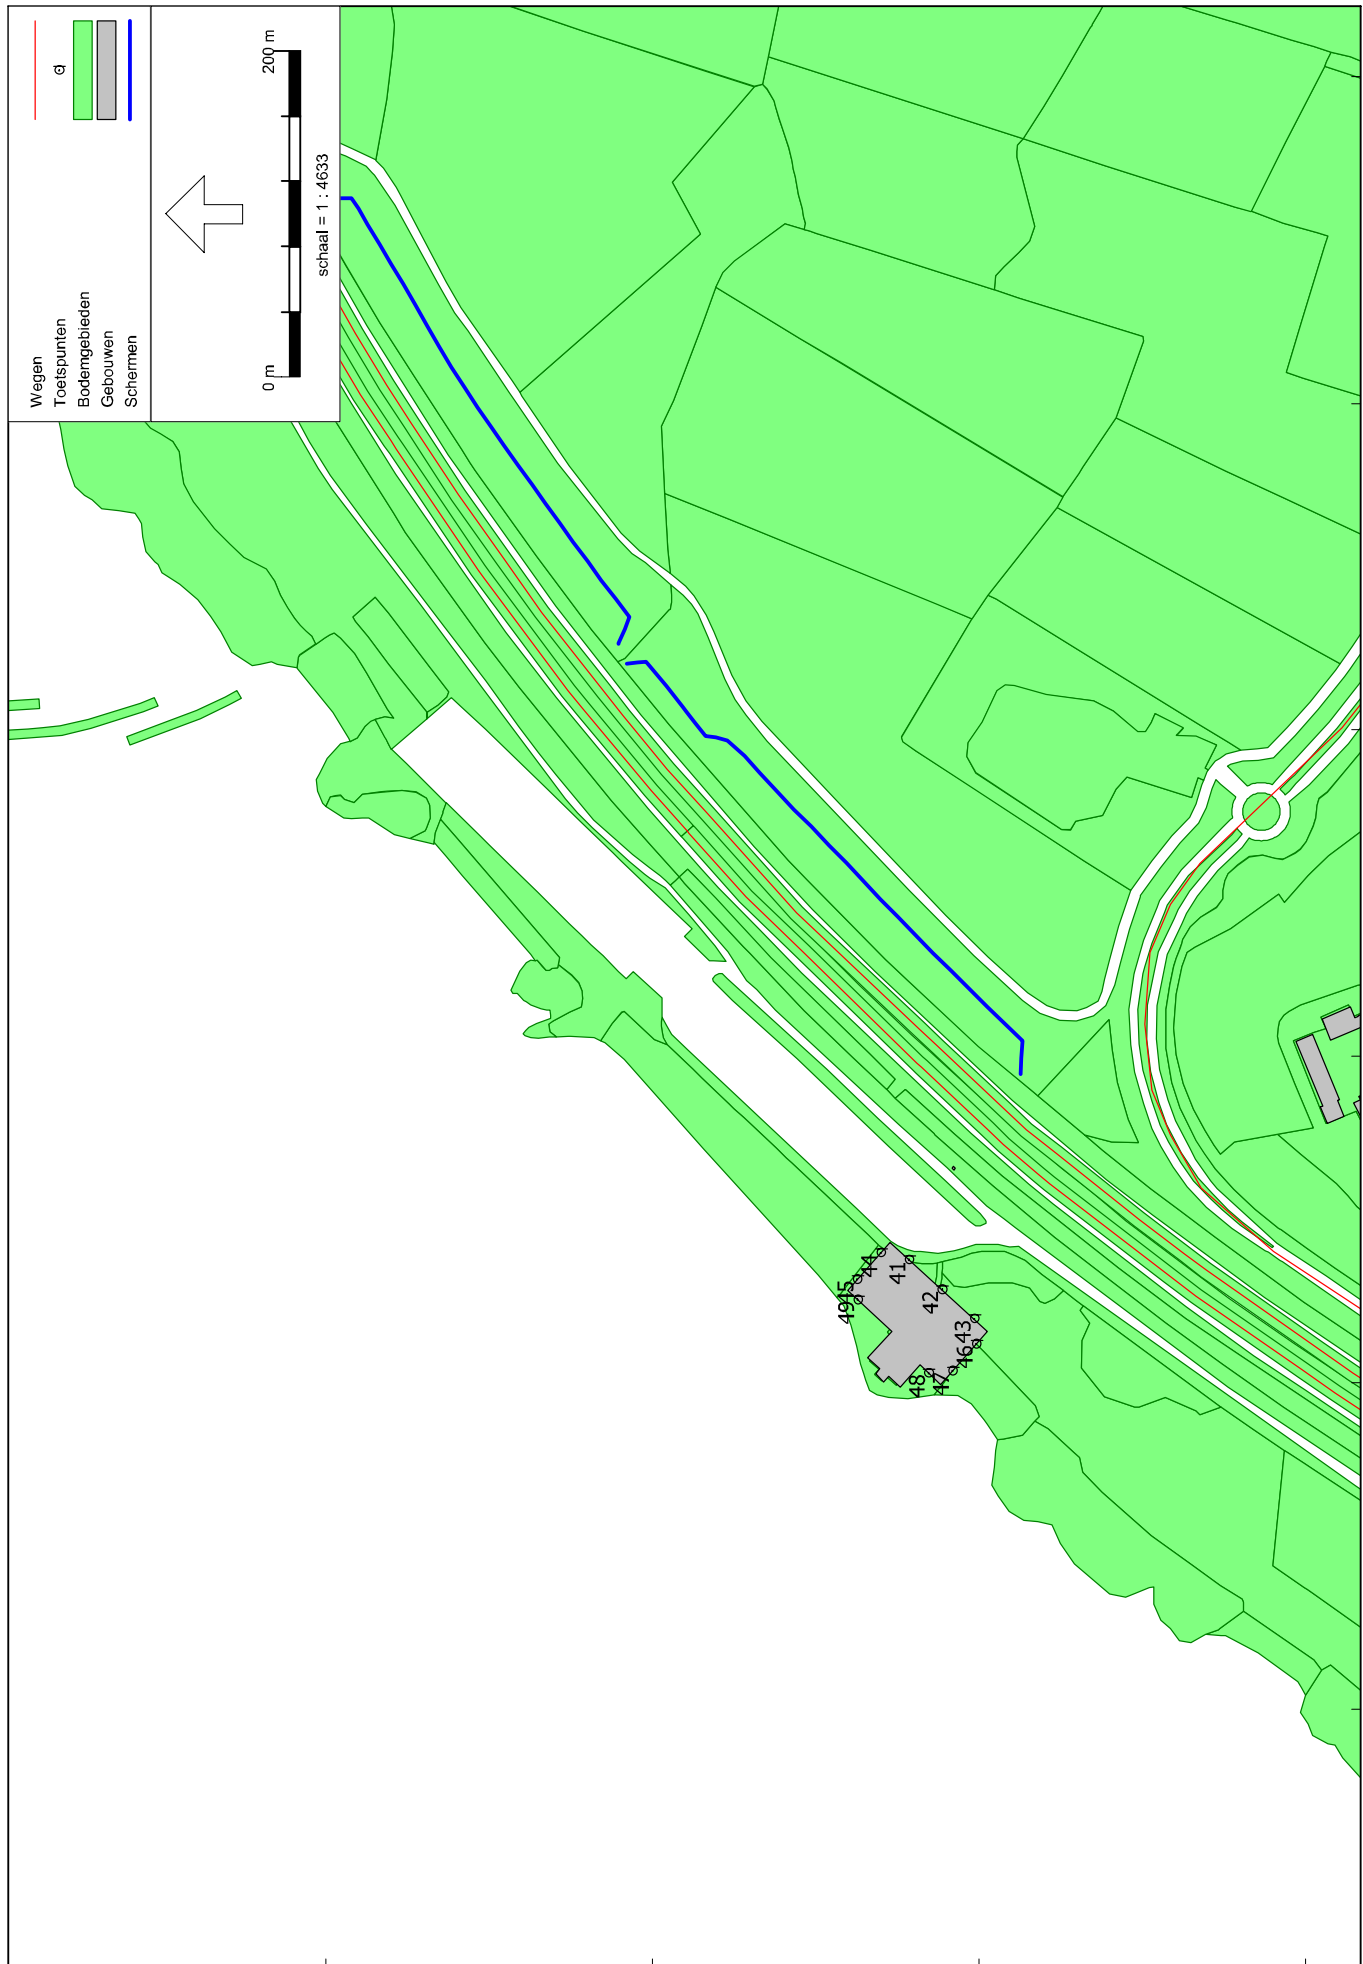 Wegen
Toetspunten
Bodemgebieden
Gebouwen
Schermen
0 m
200 m
schaal = 1 : 4633
44
41
45
49
42
43
46
47
48